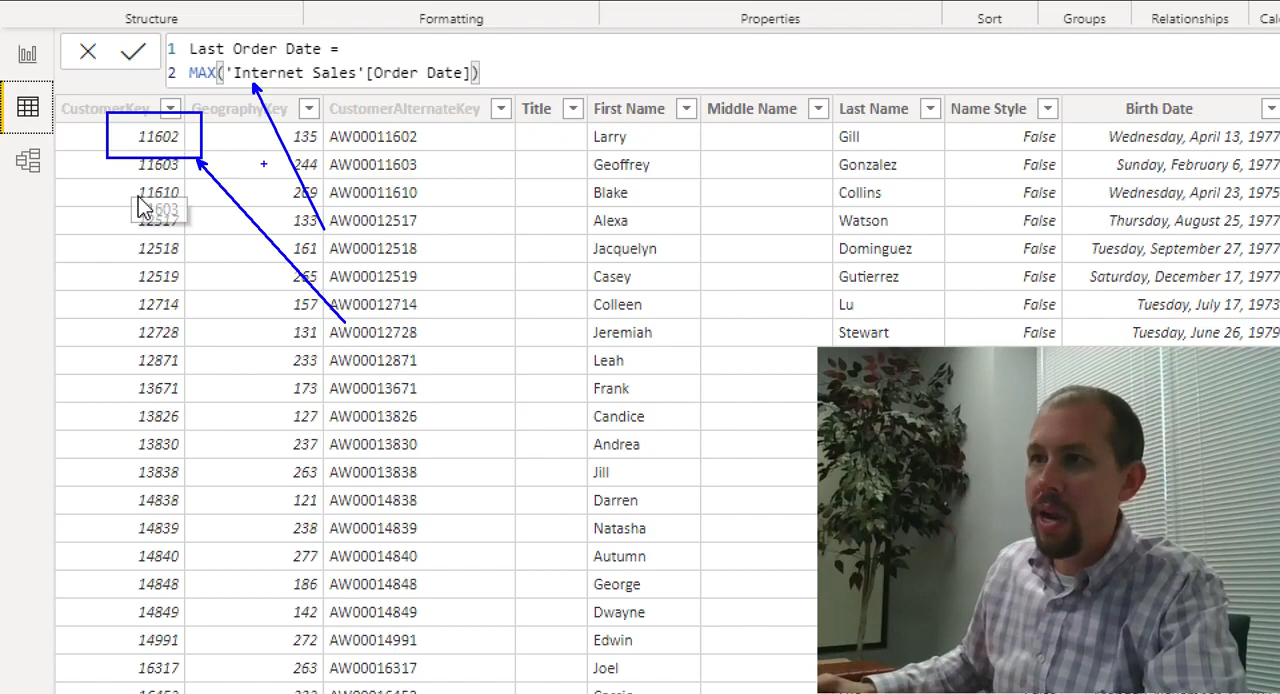 Structure Formatting Properties Sort Groups Relationships Cal
1 Last Order Date =
2 MAX('Internet Sales'[Order Date])
CustomerKey GeographyKey CustomerAlternateKey Title First Name Middle Name Last Name Name Style Birth Date
11602 135 AW00011602 Larry Gill False Wednesday, April 13, 1977
11603 244 AW00011603 Geoffrey Gonzalez False Sunday, February 6, 1977
11610 269 AW00011610 Blake Collins False Wednesday, April 23, 1975
12517 133 AW00012517 Alexa Watson False Thursday, August 25, 1977
12518 161 AW00012518 Jacquelyn Dominguez False Tuesday, September 27, 1977
12519 265 AW00012519 Casey Gutierrez False Saturday, December 17, 1977
12714 157 AW00012714 Colleen Lu False Tuesday, July 17, 1973
12728 131 AW00012728 Jeremiah Stewart False Tuesday, June 26, 1979
12871 233 AW00012871 Leah
13671 173 AW00013671 Frank
13826 127 AW00013826 Candice
13830 237 AW00013830 Andrea
13838 263 AW00013838 Jill
14838 121 AW00014838 Darren
14839 238 AW00014839 Natasha
14840 277 AW00014840 Autumn
14848 186 AW00014848 George
14849 142 AW00014849 Dwayne
14991 272 AW00014991 Edwin
16317 263 AW00016317 Joel